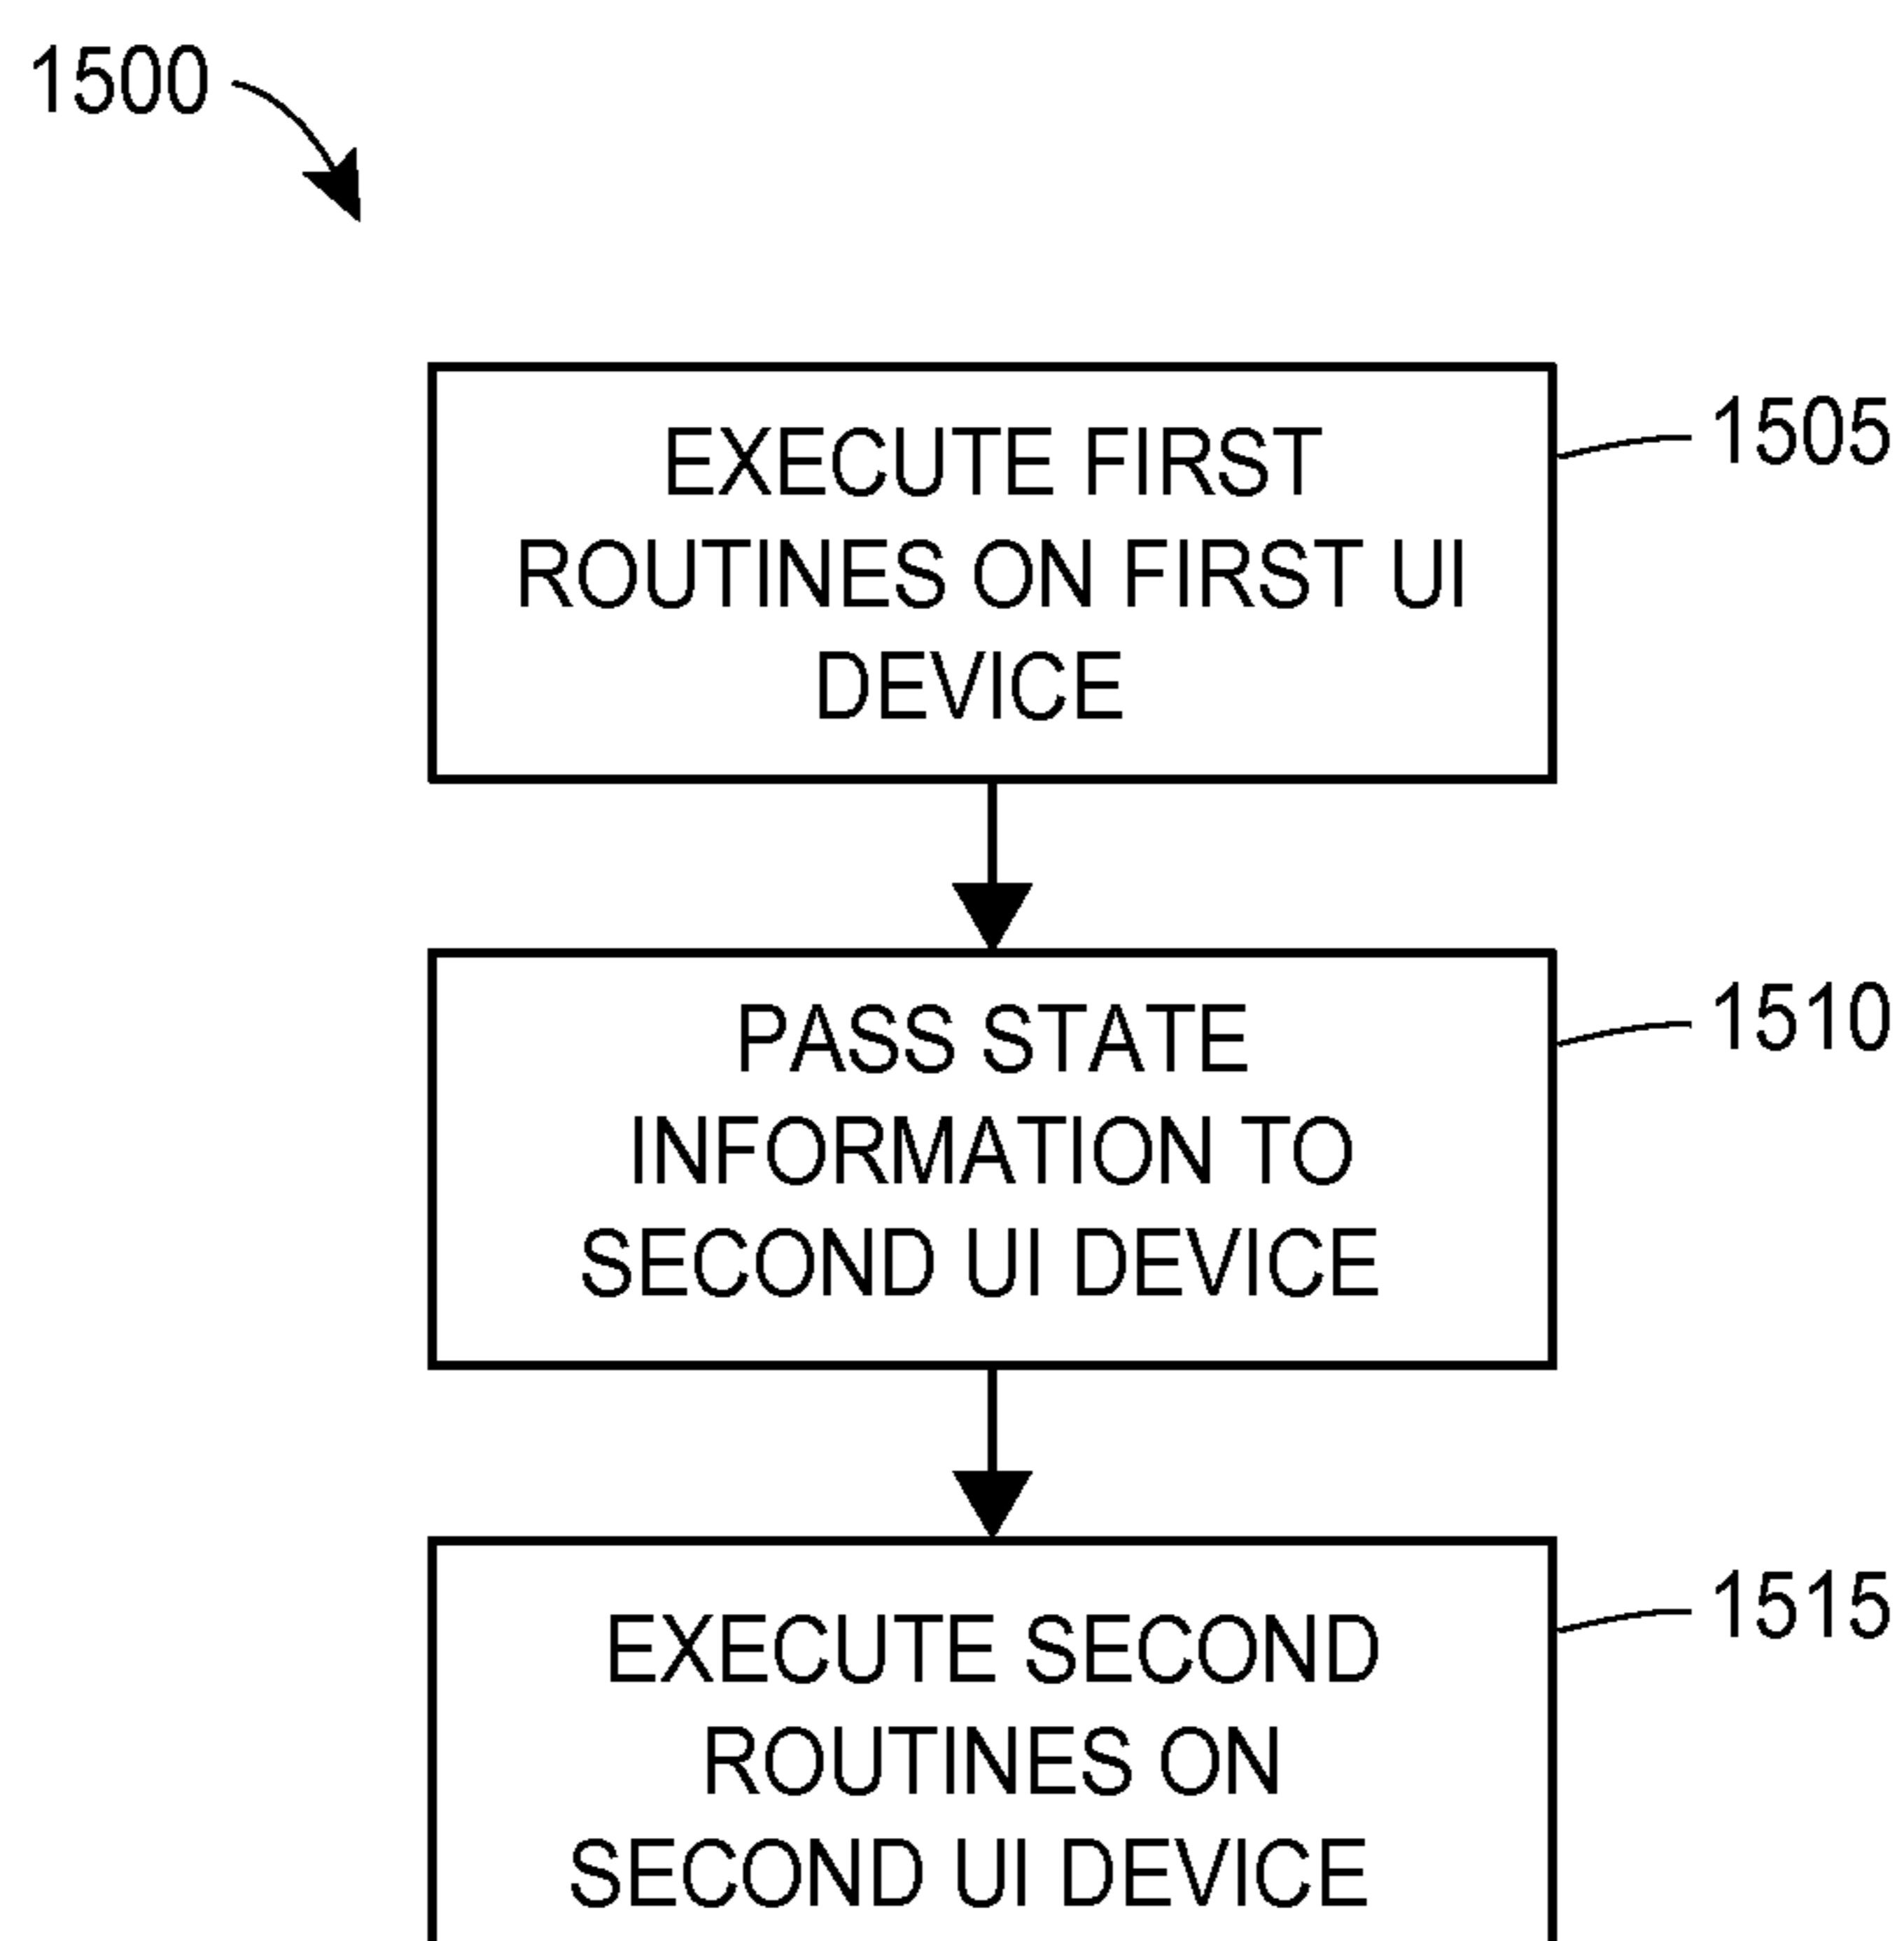 1500
EXECUTE FIRST
ROUTINES ON FIRST UI
DEVICE
1505
PASS STATE
INFORMATION TO
SECOND UI DEVICE
1510
EXECUTE SECOND
ROUTINES ON
SECOND UI DEVICE
1515